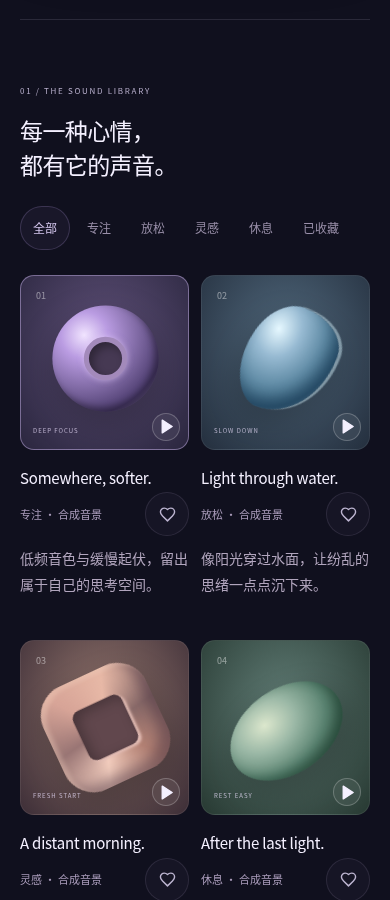 01 / THE SOUND LIBRARY
每一种心情，
都有它的声音。
全部 专注 放松 灵感 休息 已收藏
01
DEEP FOCUS
02
SLOW DOWN
Somewhere, softer.
专注 · 合成音景
低频音色与缓慢起伏，留出
属于自己的思考空间。
Light through water.
放松 · 合成音景
像阳光穿过水面，让纷乱的
思绪一点点沉下来。
03
FRESH START
04
REST EASY
A distant morning.
灵感 · 合成音景
After the last light.
休息 · 合成音景